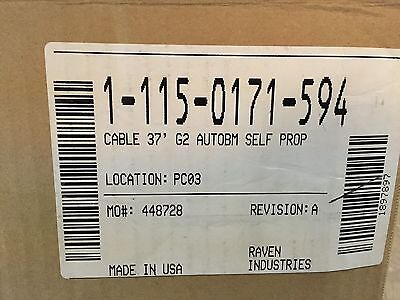 1-115-0171-594
CABLE 37' G2 AUTOBM SELF PROP
LOCATION: PC03
MO#: 448728 REVISION: A
1897897
MADE IN USA
RAVEN
INDUSTRIES